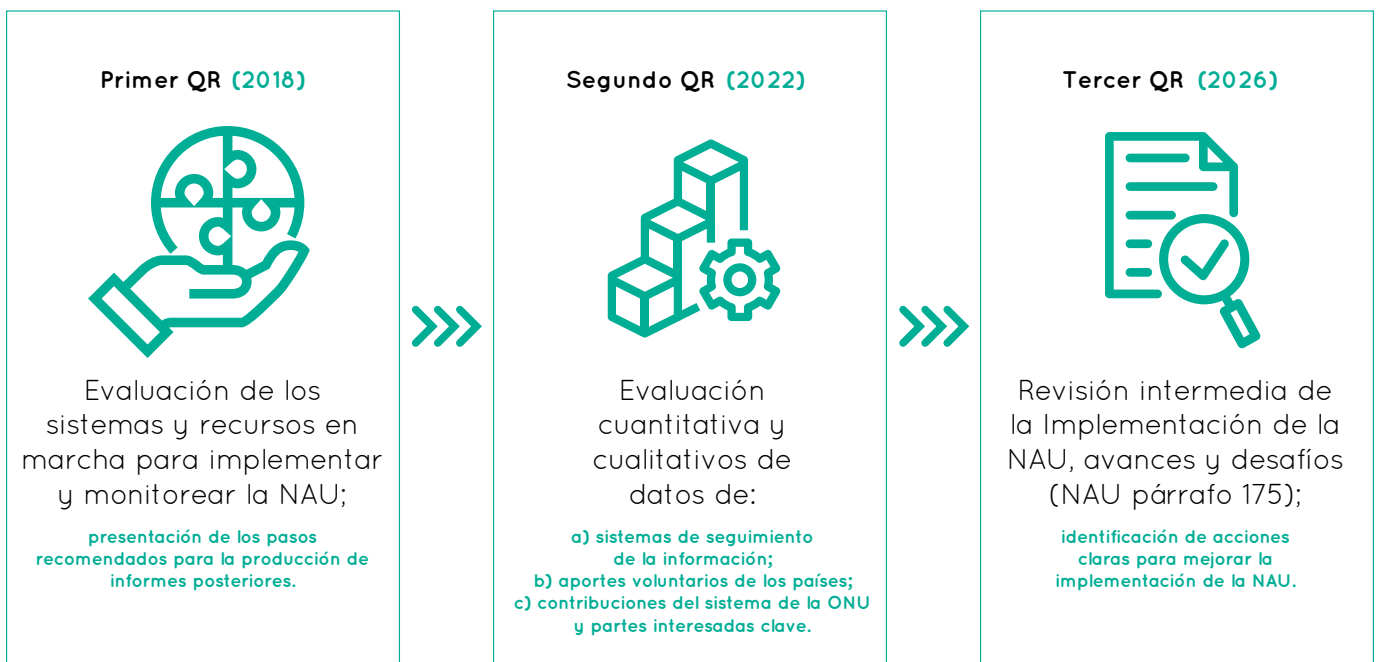 Primer QR (2018)
Evaluación de los
sistemas y recursos en
marcha para implementar
y monitorear la NAU;
presentación de los pasos
recomendados para la producción de
informes posteriores.
Segundo QR (2022)
Evaluación
cuantitativa y
cualitativos de
datos de:
a) sistemas de seguimiento
de la información;
b) aportes voluntarios de los países;
c) contribuciones del sistema de la ONU
y partes interesadas clave.
Tercer QR (2026)
Revisión intermedia de
la Implementación de la
NAU, avances y desafíos
(NAU párrafo 175);
identificación de acciones
claras para mejorar la
implementación de la NAU.